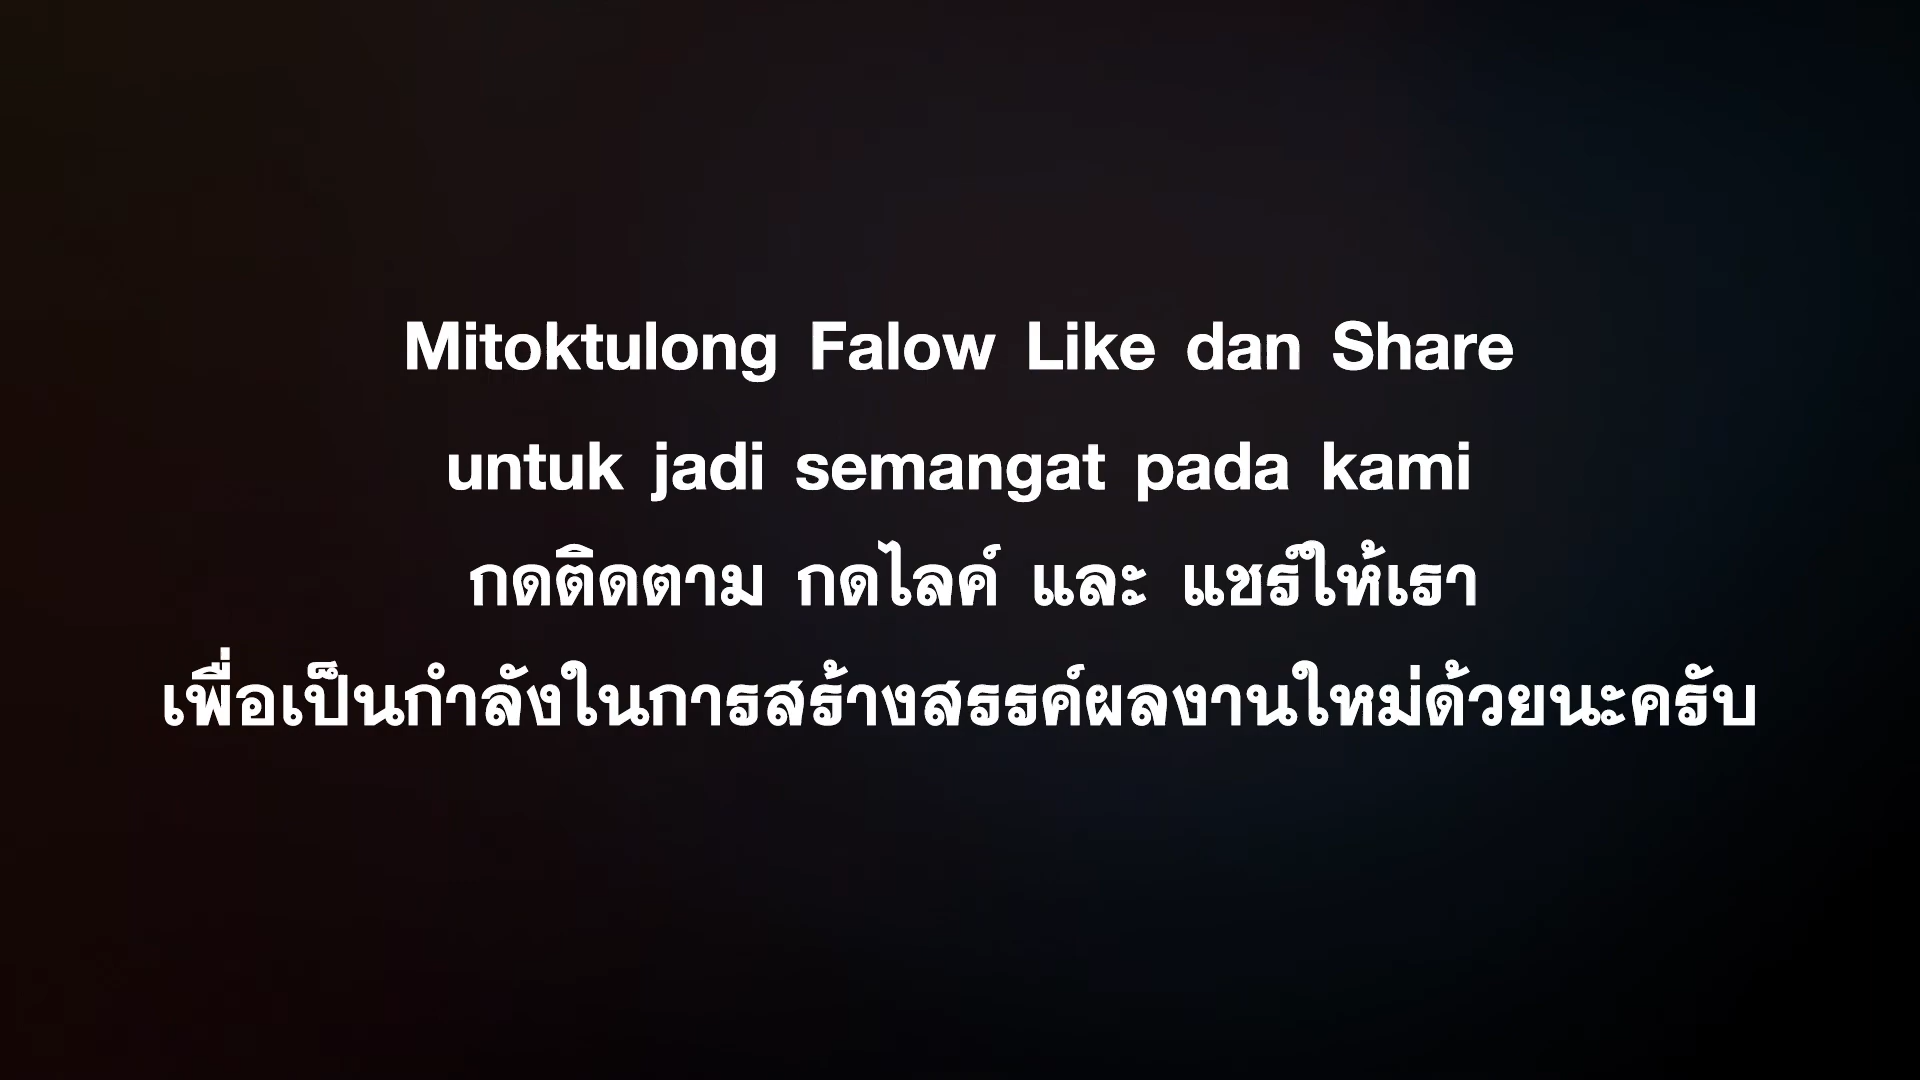 Mitoktulong Falow Like dan Share
untuk jadi semangat pada kami
กดติดตาม กดไลค์ และ แชร์ให้เรา
เพื่อเป็นกำลังในการสร้างสรรค์ผลงานใหม่ด้วยนะครับ